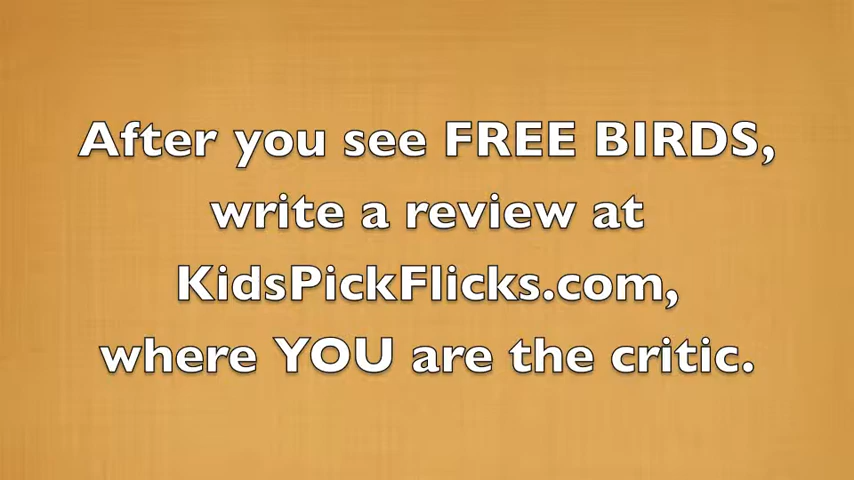 After you see FREE BIRDS,
write a review at
KidsPickFlicks.com,
where YOU are the critic.